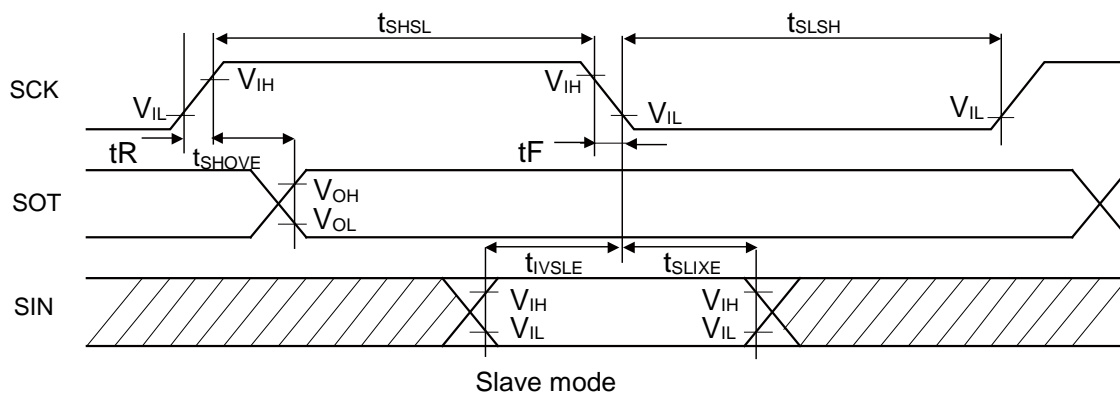 tSHSL tSLSH
SCK VIH VIH
VIL VIL VIL
tR tSHOVE tF
SOT VOH
VOL
tIVSLE tSLIXE
SIN VIH VIH
VIL VIL
Slave mode